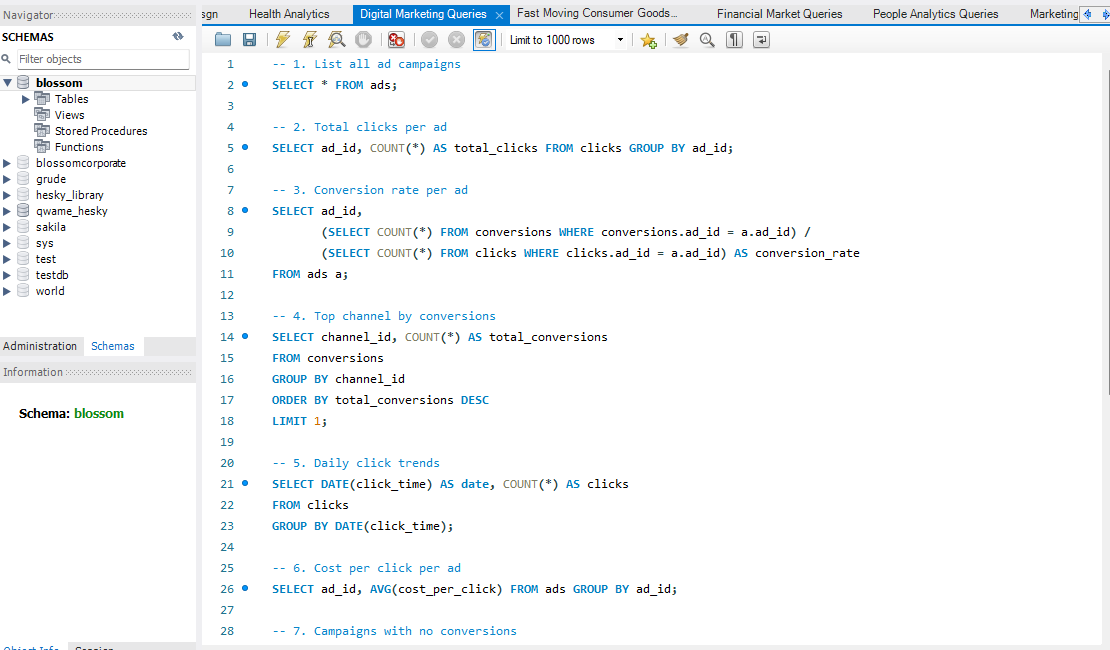 Navigator
SCHEMAS
Filter objects
blossom
Tables
Views
Stored Procedures
Functions
blossomcorporate
grude
hesky_library
qwame_hesky
sakila
sys
test
testdb
world
Administration Schemas
Information
Schema: blossom
Object Info Session
sgn Health Analytics Digital Marketing Queries Fast Moving Consumer Goods... Financial Market Queries People Analytics Queries Marketing
Limit to 1000 rows
1 -- 1. List all ad campaigns
2 SELECT * FROM ads;
3
4 -- 2. Total clicks per ad
5 SELECT ad_id, COUNT(*) AS total_clicks FROM clicks GROUP BY ad_id;
6
7 -- 3. Conversion rate per ad
8 SELECT ad_id,
9 (SELECT COUNT(*) FROM conversions WHERE conversions.ad_id = a.ad_id) /
10 (SELECT COUNT(*) FROM clicks WHERE clicks.ad_id = a.ad_id) AS conversion_rate
11 FROM ads a;
12
13 -- 4. Top channel by conversions
14 SELECT channel_id, COUNT(*) AS total_conversions
15 FROM conversions
16 GROUP BY channel_id
17 ORDER BY total_conversions DESC
18 LIMIT 1;
19
20 -- 5. Daily click trends
21 SELECT DATE(click_time) AS date, COUNT(*) AS clicks
22 FROM clicks
23 GROUP BY DATE(click_time);
24
25 -- 6. Cost per click per ad
26 SELECT ad_id, AVG(cost_per_click) FROM ads GROUP BY ad_id;
27
28 -- 7. Campaigns with no conversions